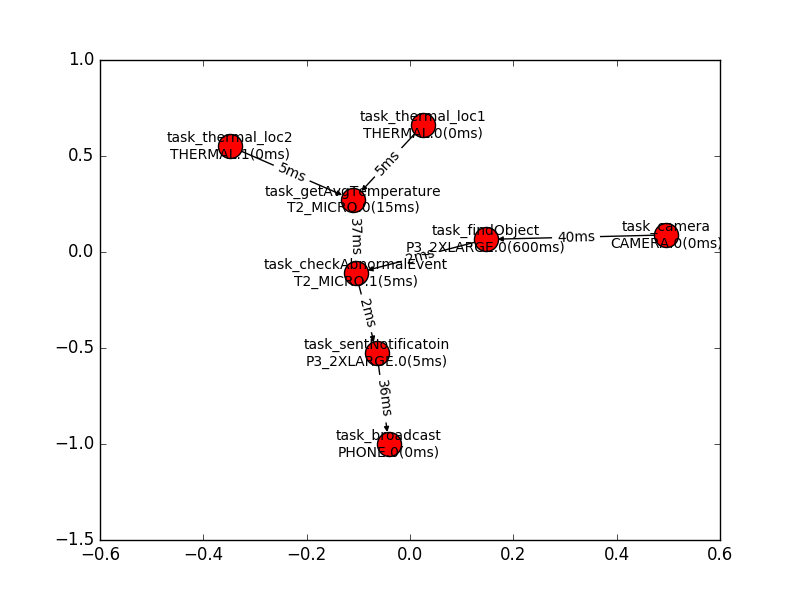 1.0
0.5
0.0
−0.5
−1.0
−1.5
−0.6
−0.4
−0.2
0.0
0.2
0.4
0.6
task_thermal_loc1
THERMAL.0(0ms)
task_thermal_loc2
THERMAL.1(0ms)
5ms
5ms
task_getAvgTemperature
T2_MICRO.0(15ms)
37ms
task_findObject
P3_2XLARGE.0(600ms)
40ms
task_camera
CAMERA.0(0ms)
2ms
task_checkAbnormalEvent
T2_MICRO.1(5ms)
2ms
task_sentNotificatoin
P3_2XLARGE.0(5ms)
36ms
task_broadcast
PHONE.0(0ms)